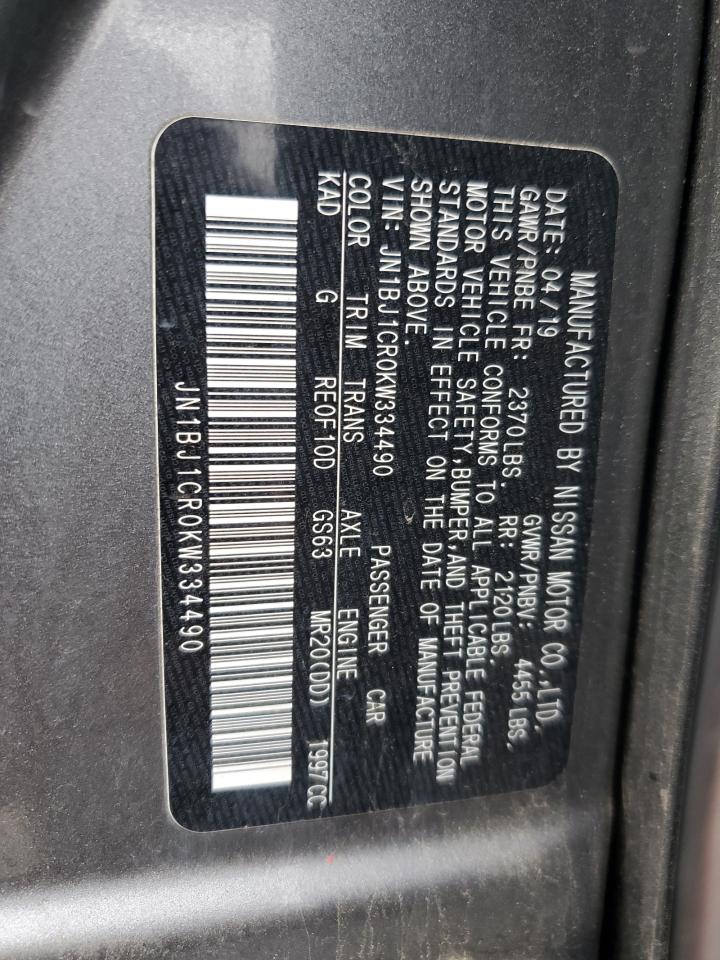 MANUFACTURED BY NISSAN MOTOR CO.,LTD.
DATE: 04/19 GVWR/PNBV: 4455LBS,
GAWR/PNBE FR: 2370LBS. RR: 2120LBS.
THIS VEHICLE CONFORMS TO ALL APPLICABLE FEDERAL
MOTOR VEHICLE SAFETY,BUMPER,AND THEFT PREVENTION
STANDARDS IN EFFECT ON THE DATE OF MANUFACTURE
SHOWN ABOVE.
VIN: JN1BJ1CR0KW334490 PASSENGER CAR
COLOR TRIM TRANS AXLE ENGINE
KAD G RE0F10D GS63 MR20(DD) 1997CC
JN1BJ1CR0KW334490